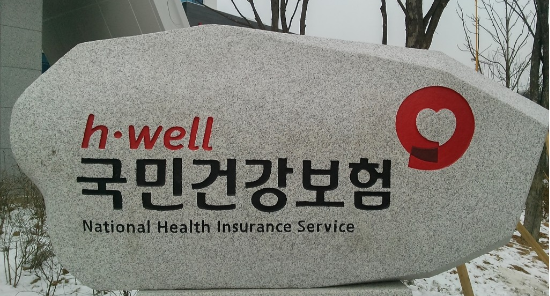 h·well
국민건강보험
National Health Insurance Service